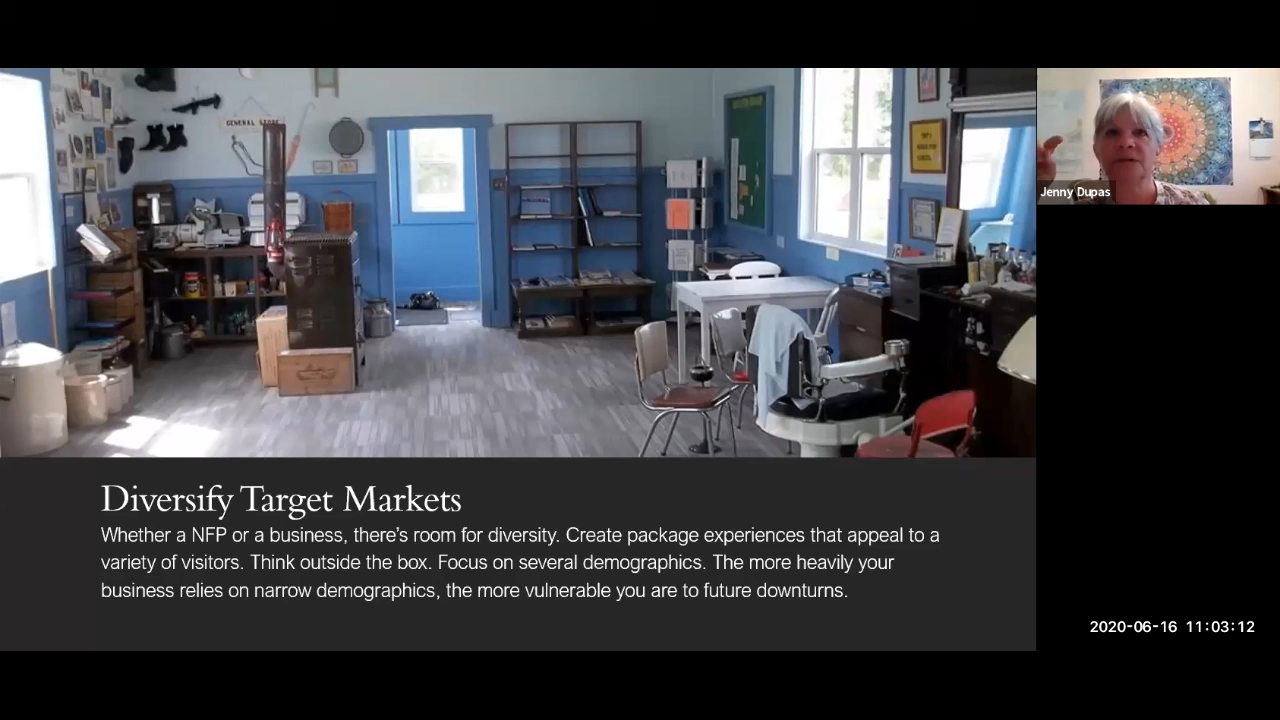 GENERAL STORE
Jenny Dupas
Diversify Target Markets
Whether a NFP or a business, there's room for diversity. Create package experiences that appeal to a
variety of visitors. Think outside the box. Focus on several demographics. The more heavily your
business relies on narrow demographics, the more vulnerable you are to future downturns.
2020-06-16 11:03:12